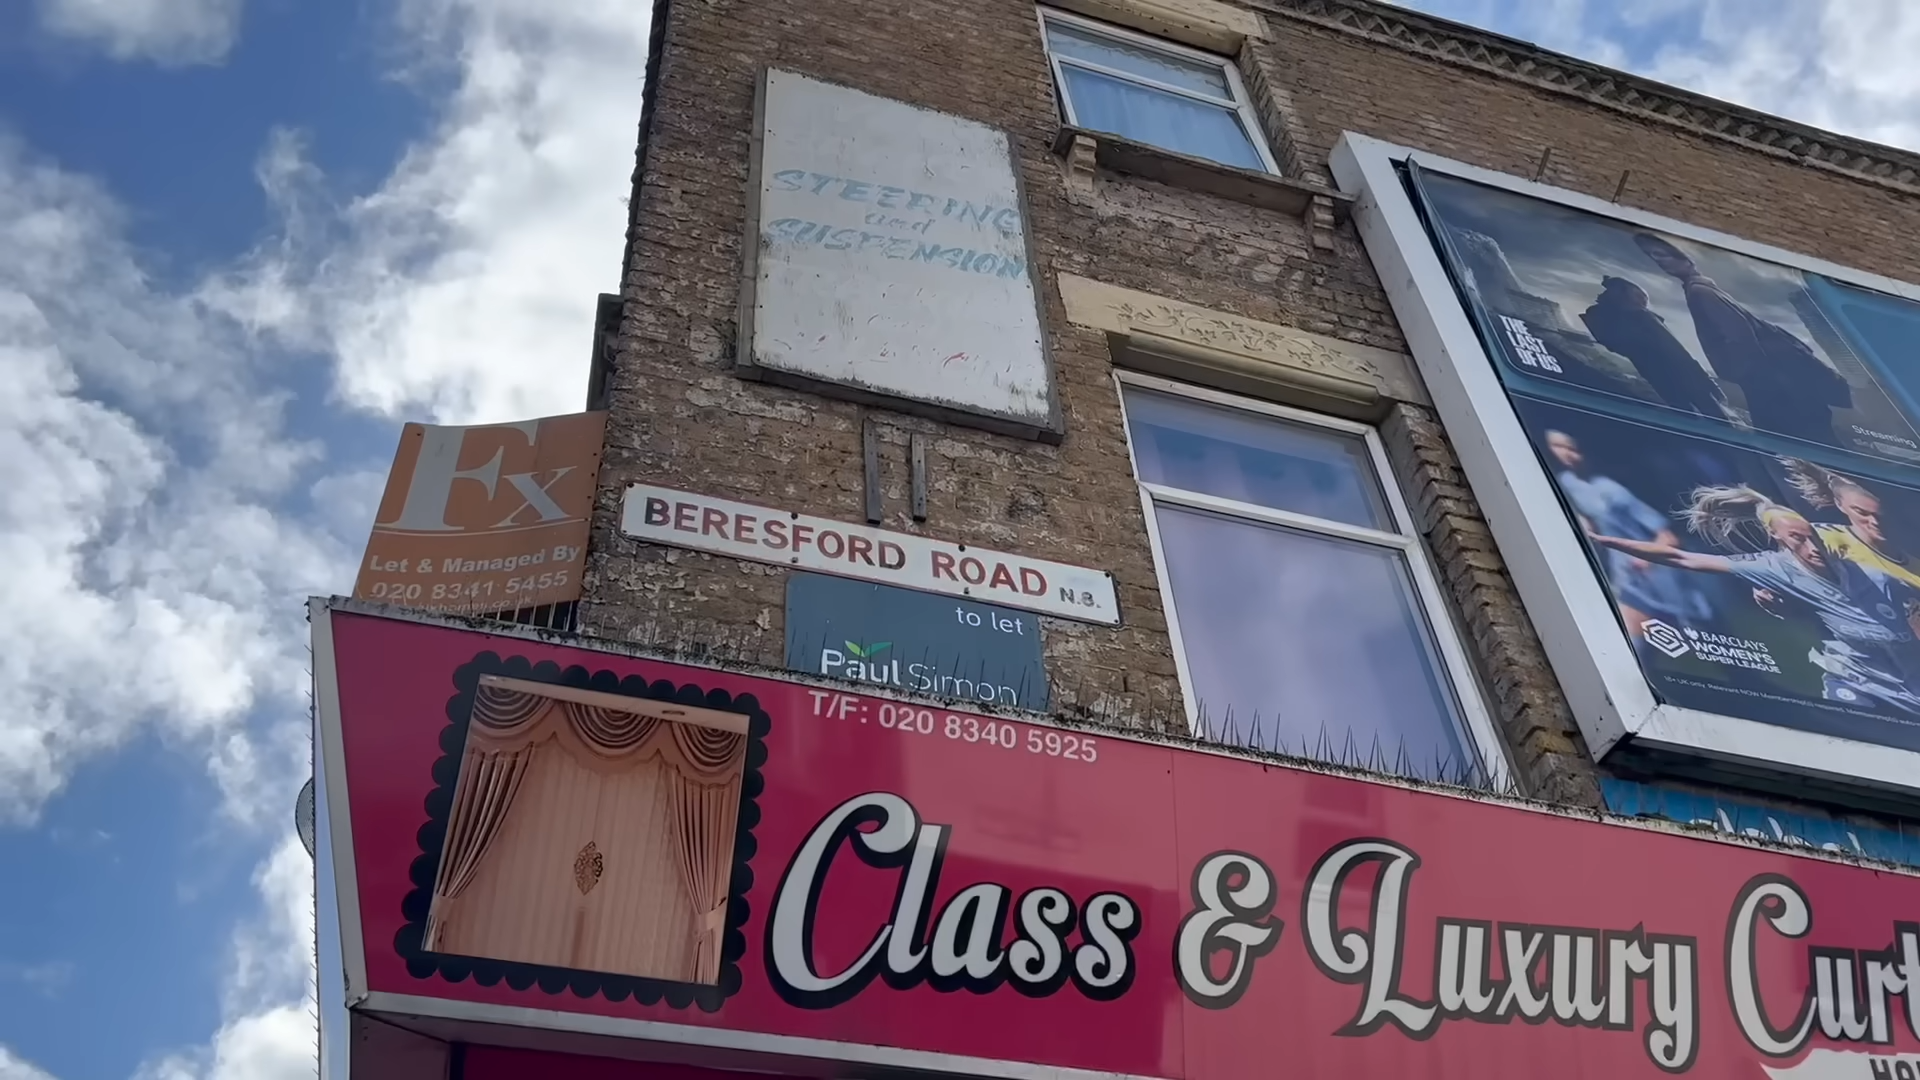 STEERING
and
SUSPENSION
THE
LAST
OF US
Streaming
Ex
Let & Managed By
020 8341 5455
BERESFORD ROAD N.8.
to let
Paul Simon
BARCLAYS
WOMEN'S
SUPER LEAGUE
T/F: 020 8340 5925
Class & Luxury Curt